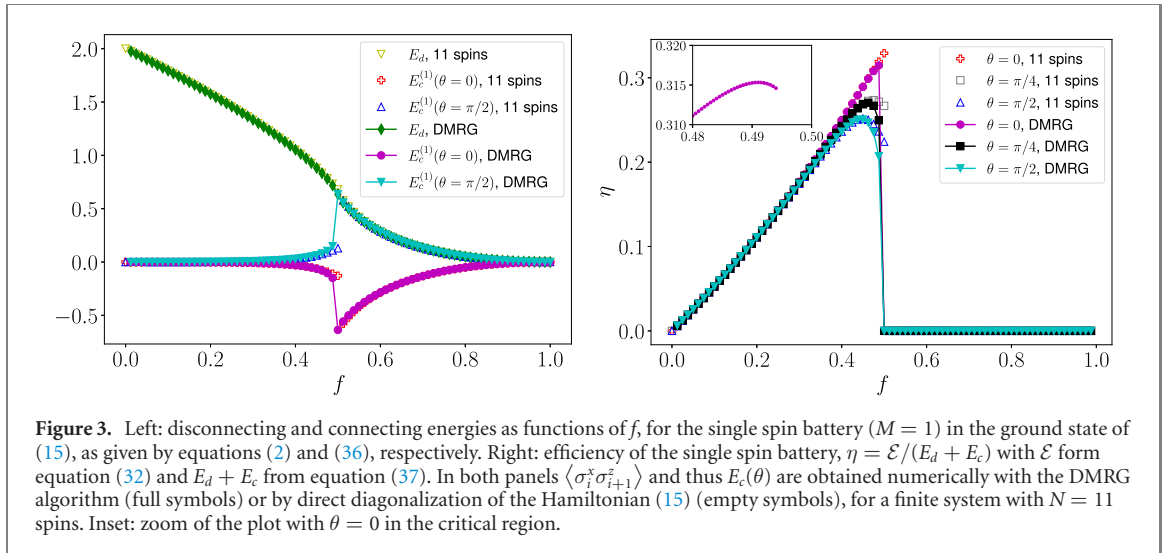 2.0
1.5
1.0
0.5
0.0
−0.5
0.0
0.2
0.4
0.6
0.8
1.0
f
E_d, 11 spins
E_c^{(1)}(θ = 0), 11 spins
E_c^{(1)}(θ = π/2), 11 spins
E_d, DMRG
E_c^{(1)}(θ = 0), DMRG
E_c^{(1)}(θ = π/2), DMRG
η
0.3
0.2
0.1
0.0
0.0
0.2
0.4
0.6
0.8
1.0
f
0.320
0.315
0.310
0.48
0.49
0.50
θ = 0, 11 spins
θ = π/4, 11 spins
θ = π/2, 11 spins
θ = 0, DMRG
θ = π/4, DMRG
θ = π/2, DMRG
Figure 3. Left: disconnecting and connecting energies as functions of f, for the single spin battery (M = 1) in the ground state of
(15), as given by equations (2) and (36), respectively. Right: efficiency of the single spin battery, η = ℰ/(E_d + E_c) with ℰ form
equation (32) and E_d + E_c from equation (37). In both panels ⟨σ_i^x σ_{i+1}^z⟩ and thus E_c(θ) are obtained numerically with the DMRG
algorithm (full symbols) or by direct diagonalization of the Hamiltonian (15) (empty symbols), for a finite system with N = 11
spins. Inset: zoom of the plot with θ = 0 in the critical region.